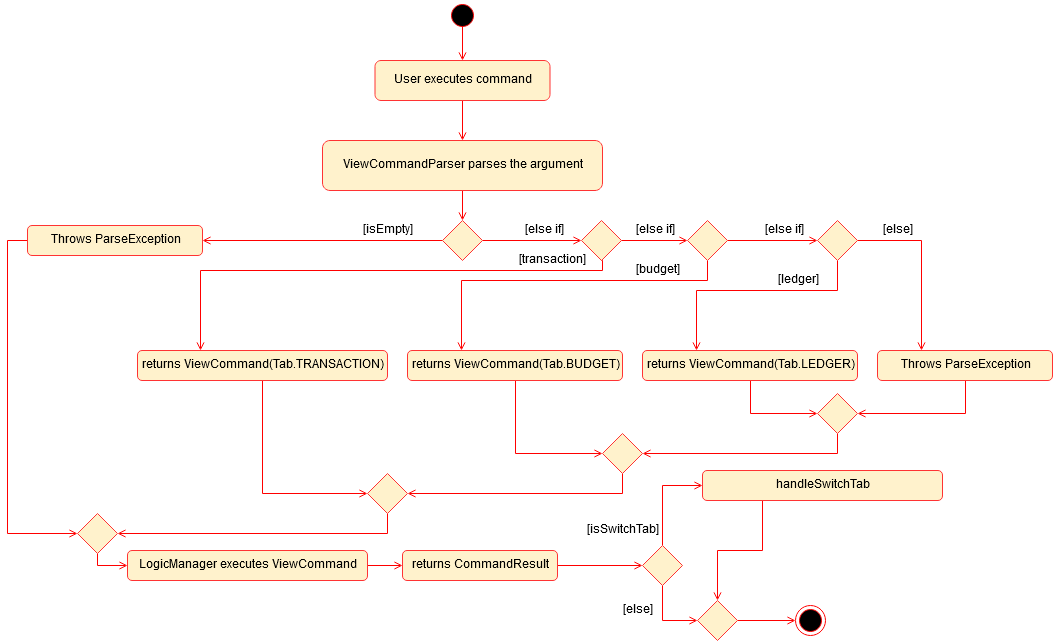 User executes command
ViewCommandParser parses the argument
[isEmpty]
[else if]
[else if]
[else if]
[else]
Throws ParseException
[transaction]
[budget]
[ledger]
returns ViewCommand(Tab.TRANSACTION)
returns ViewCommand(Tab.BUDGET)
returns ViewCommand(Tab.LEDGER)
Throws ParseException
handleSwitchTab
[isSwitchTab]
LogicManager executes ViewCommand
returns CommandResult
[else]